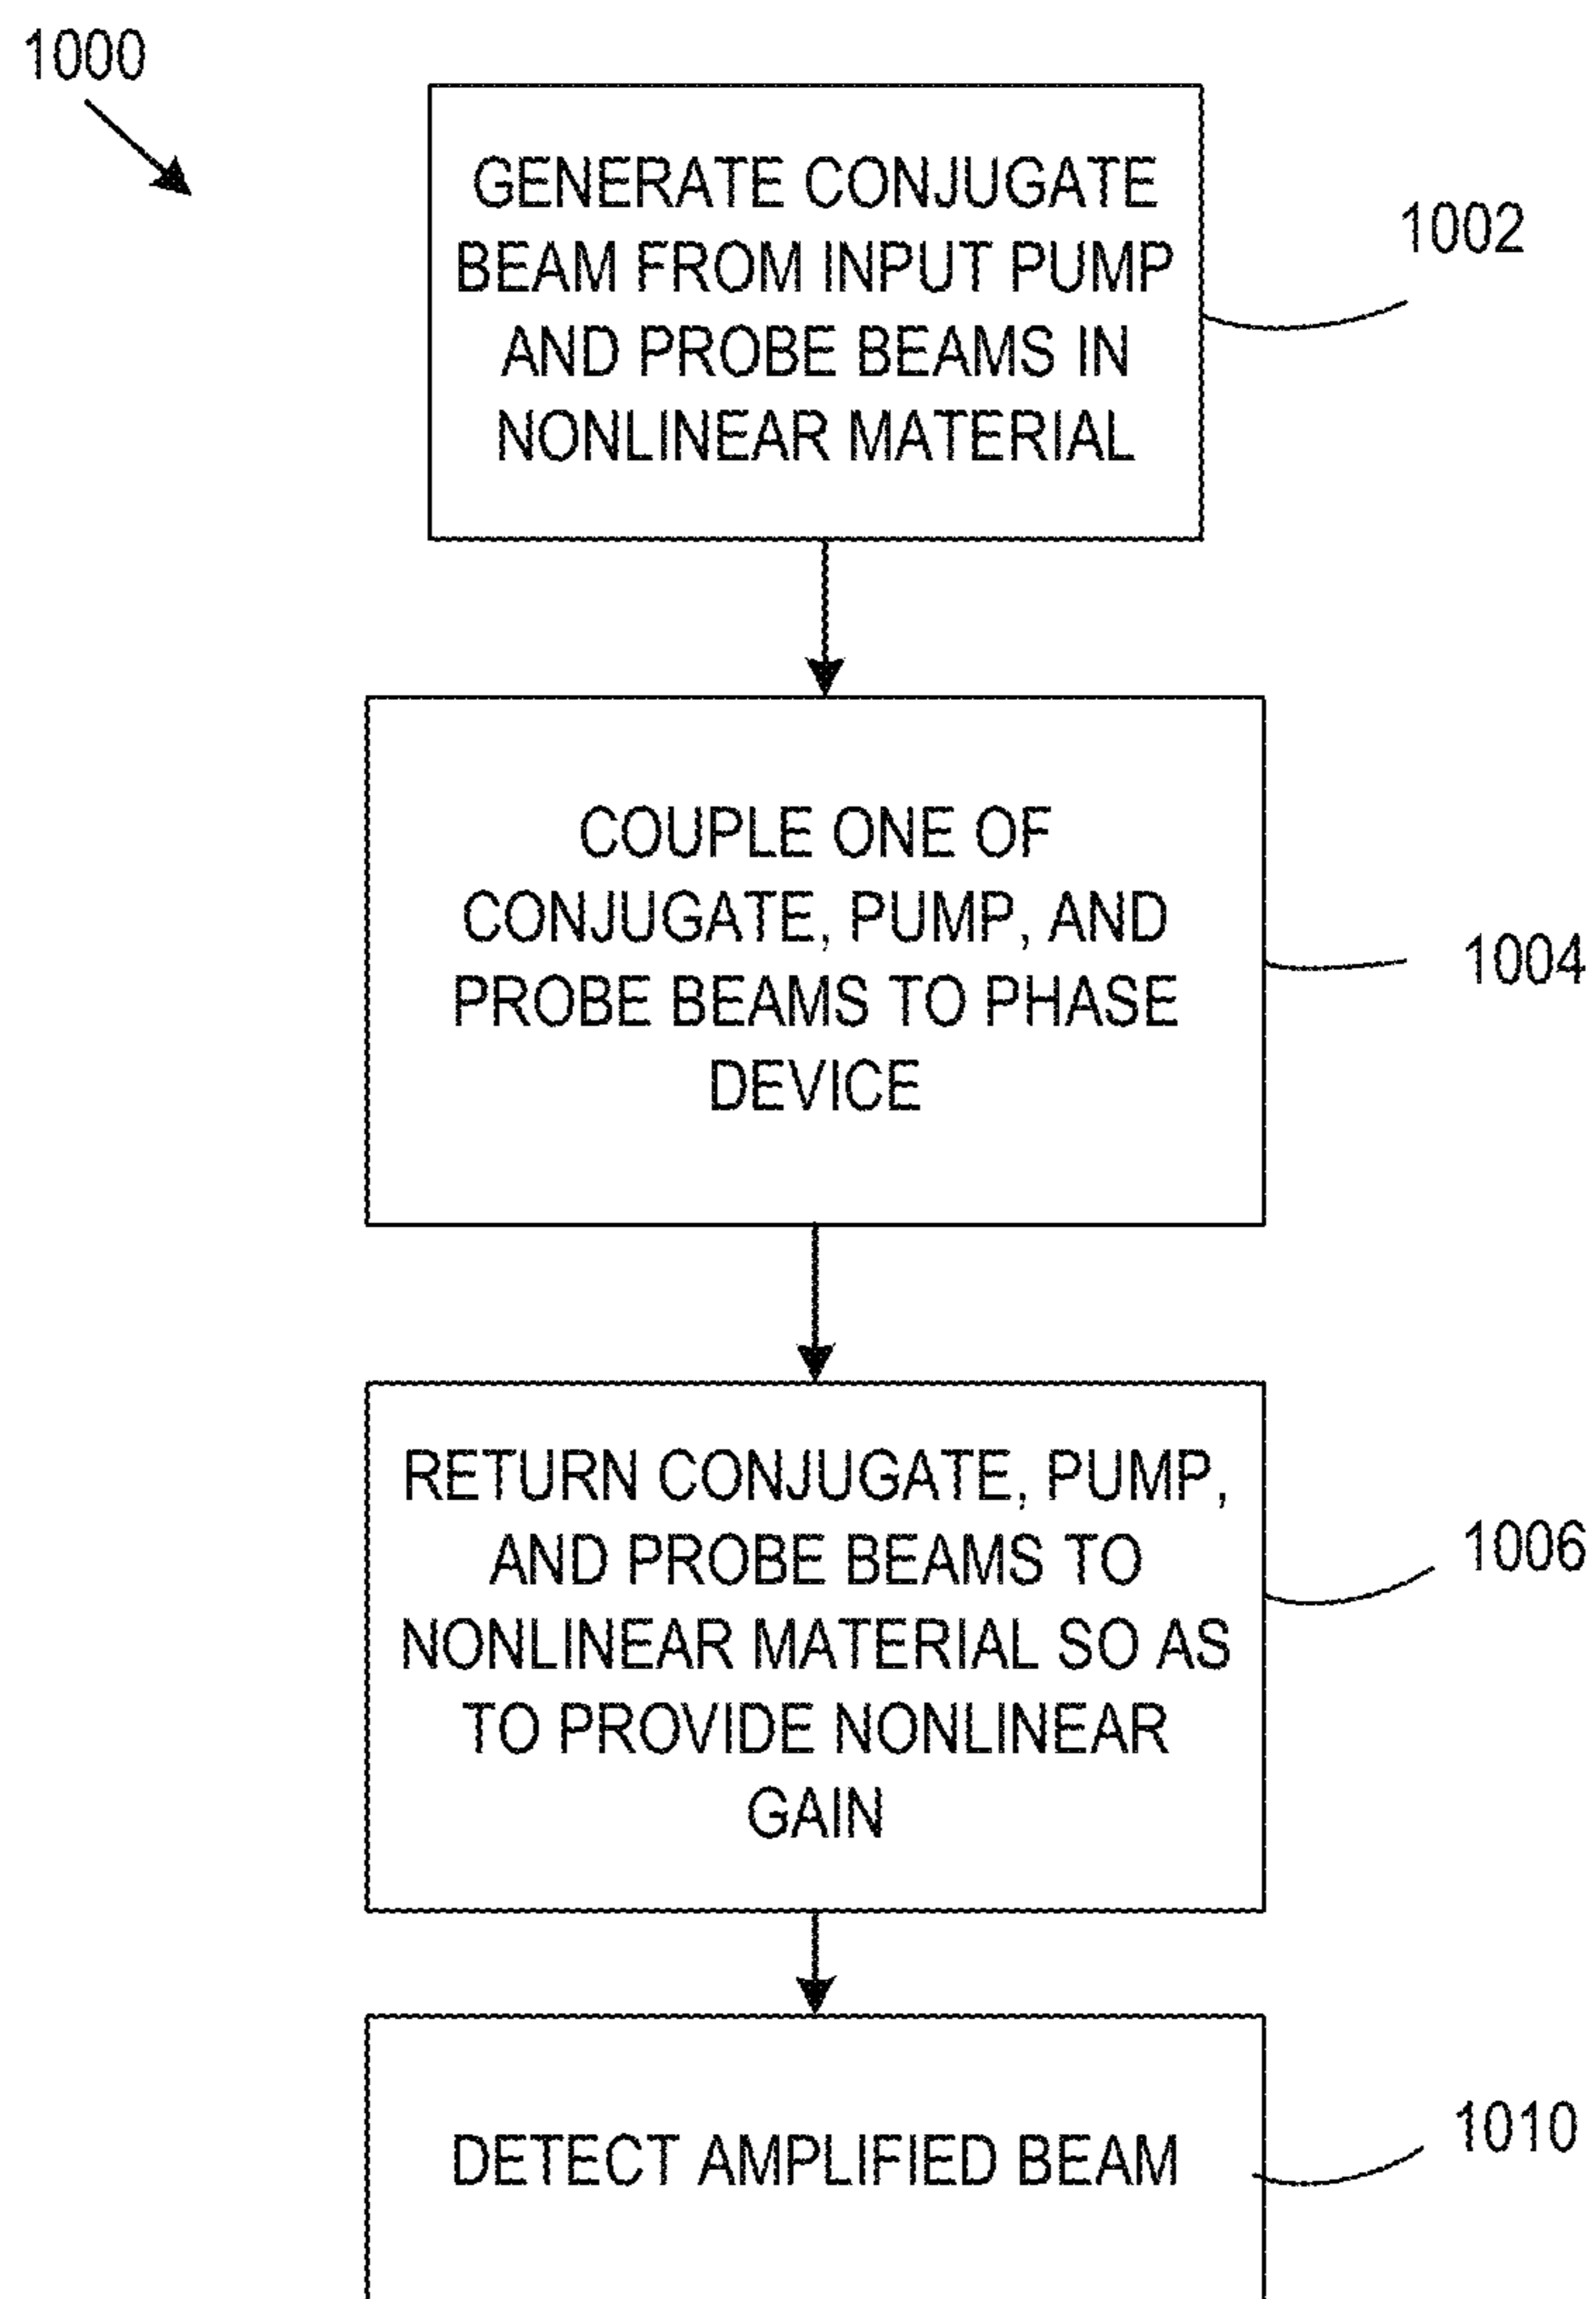 1000
GENERATE CONJUGATE
BEAM FROM INPUT PUMP
AND PROBE BEAMS IN
NONLINEAR MATERIAL
1002
COUPLE ONE OF
CONJUGATE, PUMP, AND
PROBE BEAMS TO PHASE
DEVICE
1004
RETURN CONJUGATE, PUMP,
AND PROBE BEAMS TO
NONLINEAR MATERIAL SO AS
TO PROVIDE NONLINEAR
GAIN
1006
DETECT AMPLIFIED BEAM
1010